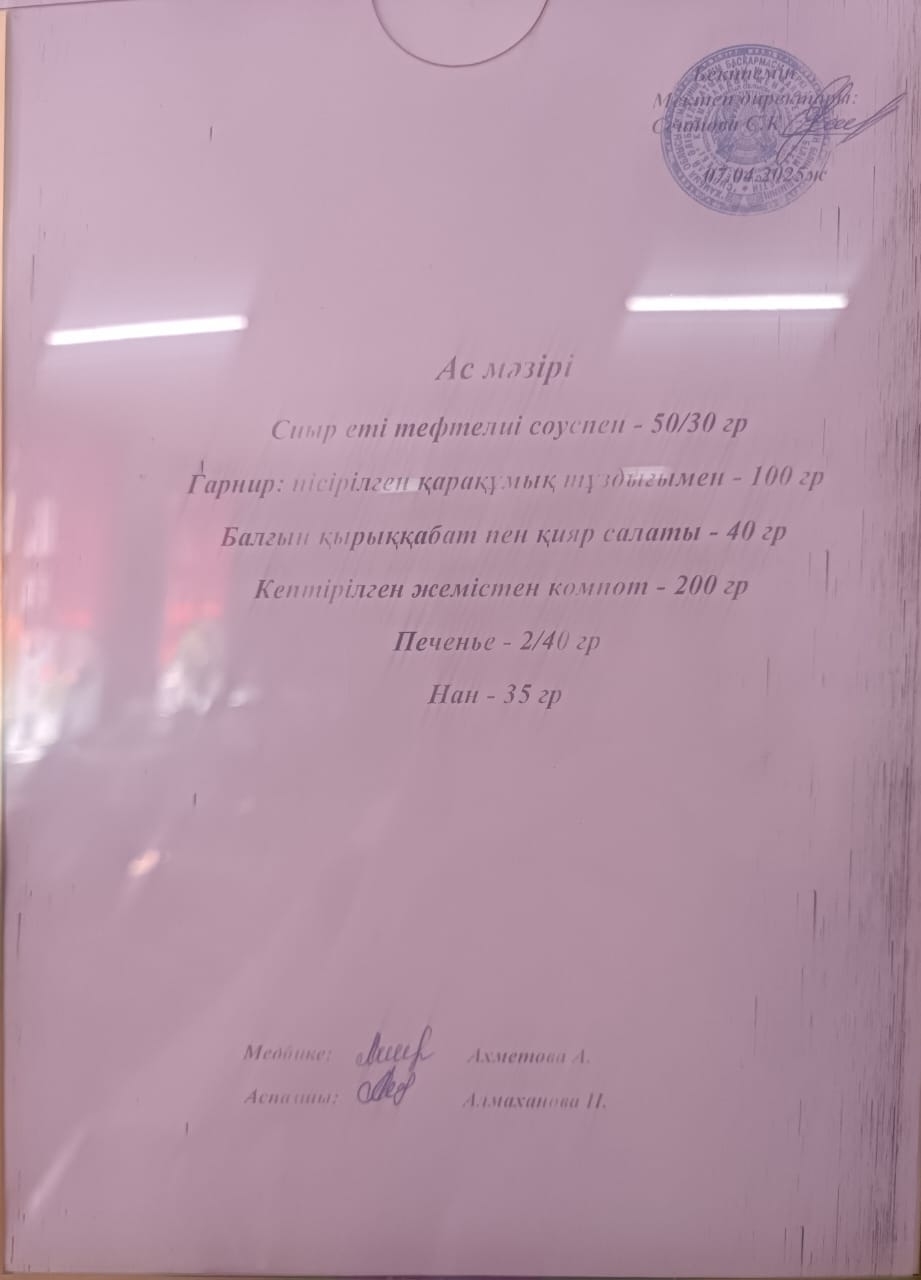 Бекітемін
Мектеп директоры:
С.К.
07.04.2025ж
Ас мәзірі
Сиыр еті тефтелиі соуспен - 50/30 гр
Гарнир: пісірілген қарақұмық тұздығымен - 100 гр
Балғын қырыққабат пен қияр салаты - 40 гр
Кептірілген жемістен компот - 200 гр
Печенье - 2/40 гр
Нан - 35 гр
Медбике: Ахметова А.
Аспазшы: Алмаханова Н.